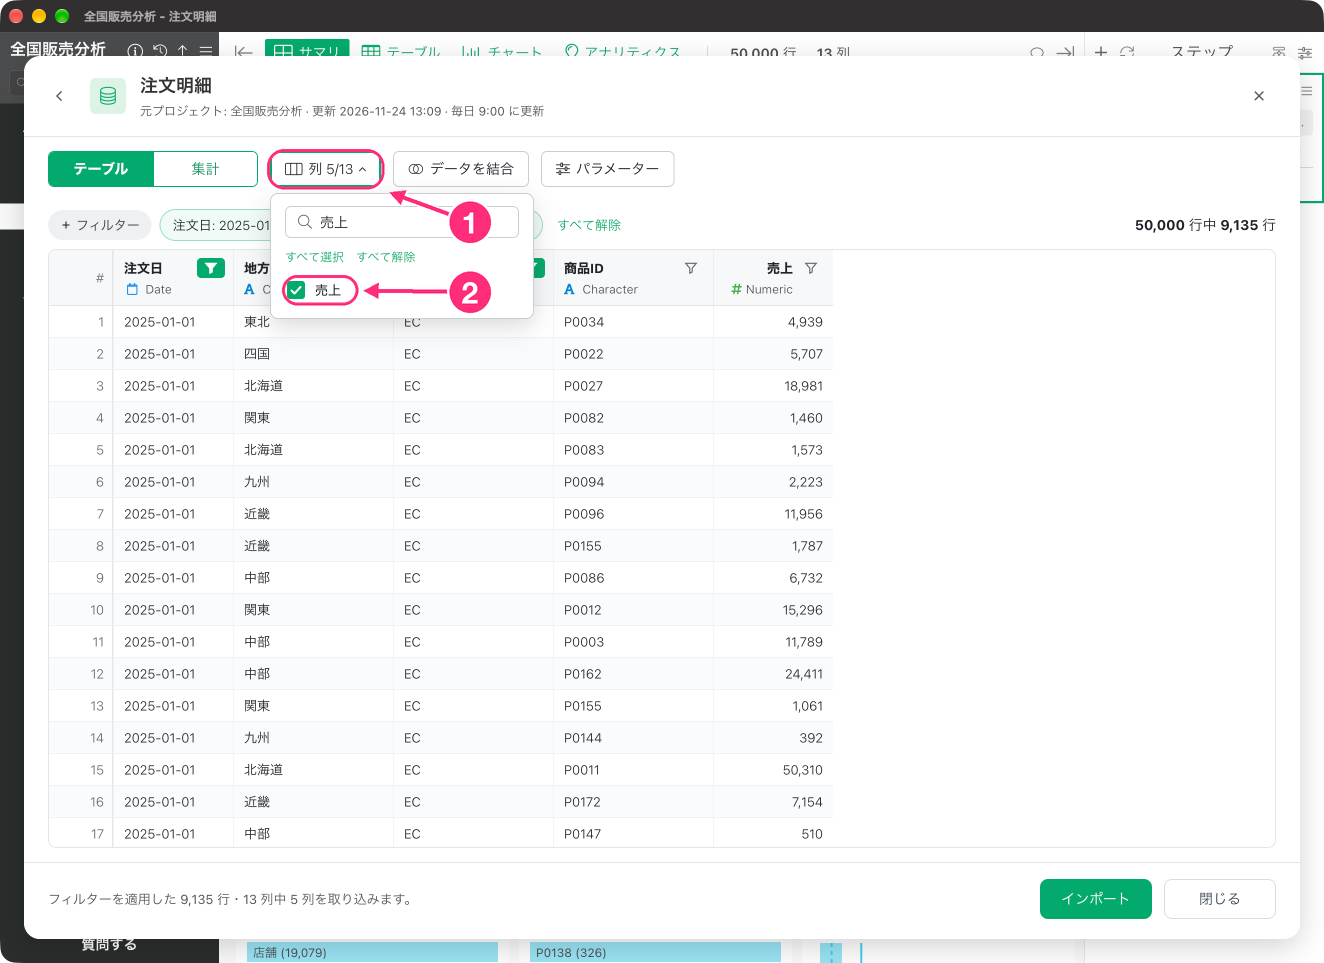 全国販売分析 - 注文明細
全国販売分析
サマリ テーブル チャート アナリティクス 50,000 行 13 列 ステップ
注文明細
元プロジェクト: 全国販売分析 · 更新 2026-11-24 13:09 · 毎日 9:00 に更新
テーブル 集計 列 5/13 データを結合 パラメーター
+ フィルター 注文日: 2025-01 すべて解除 50,000 行中 9,135 行
売上
すべて選択 すべて解除
売上
1
2
# 注文日 地方 商品ID 売上
Date C Character Numeric
1 2025-01-01 東北 EC P0034 4,939
2 2025-01-01 四国 EC P0022 5,707
3 2025-01-01 北海道 EC P0027 18,981
4 2025-01-01 関東 EC P0082 1,460
5 2025-01-01 北海道 EC P0083 1,573
6 2025-01-01 九州 EC P0094 2,223
7 2025-01-01 近畿 EC P0096 11,956
8 2025-01-01 近畿 EC P0155 1,787
9 2025-01-01 中部 EC P0086 6,732
10 2025-01-01 関東 EC P0012 15,296
11 2025-01-01 中部 EC P0003 11,789
12 2025-01-01 中部 EC P0162 24,411
13 2025-01-01 関東 EC P0155 1,061
14 2025-01-01 九州 EC P0144 392
15 2025-01-01 北海道 EC P0011 50,310
16 2025-01-01 近畿 EC P0172 7,154
17 2025-01-01 中部 EC P0147 510
フィルターを適用した 9,135 行・13 列中 5 列を取り込みます。
インポート 閉じる
質問する
店舗 (19,079) P0138 (326)